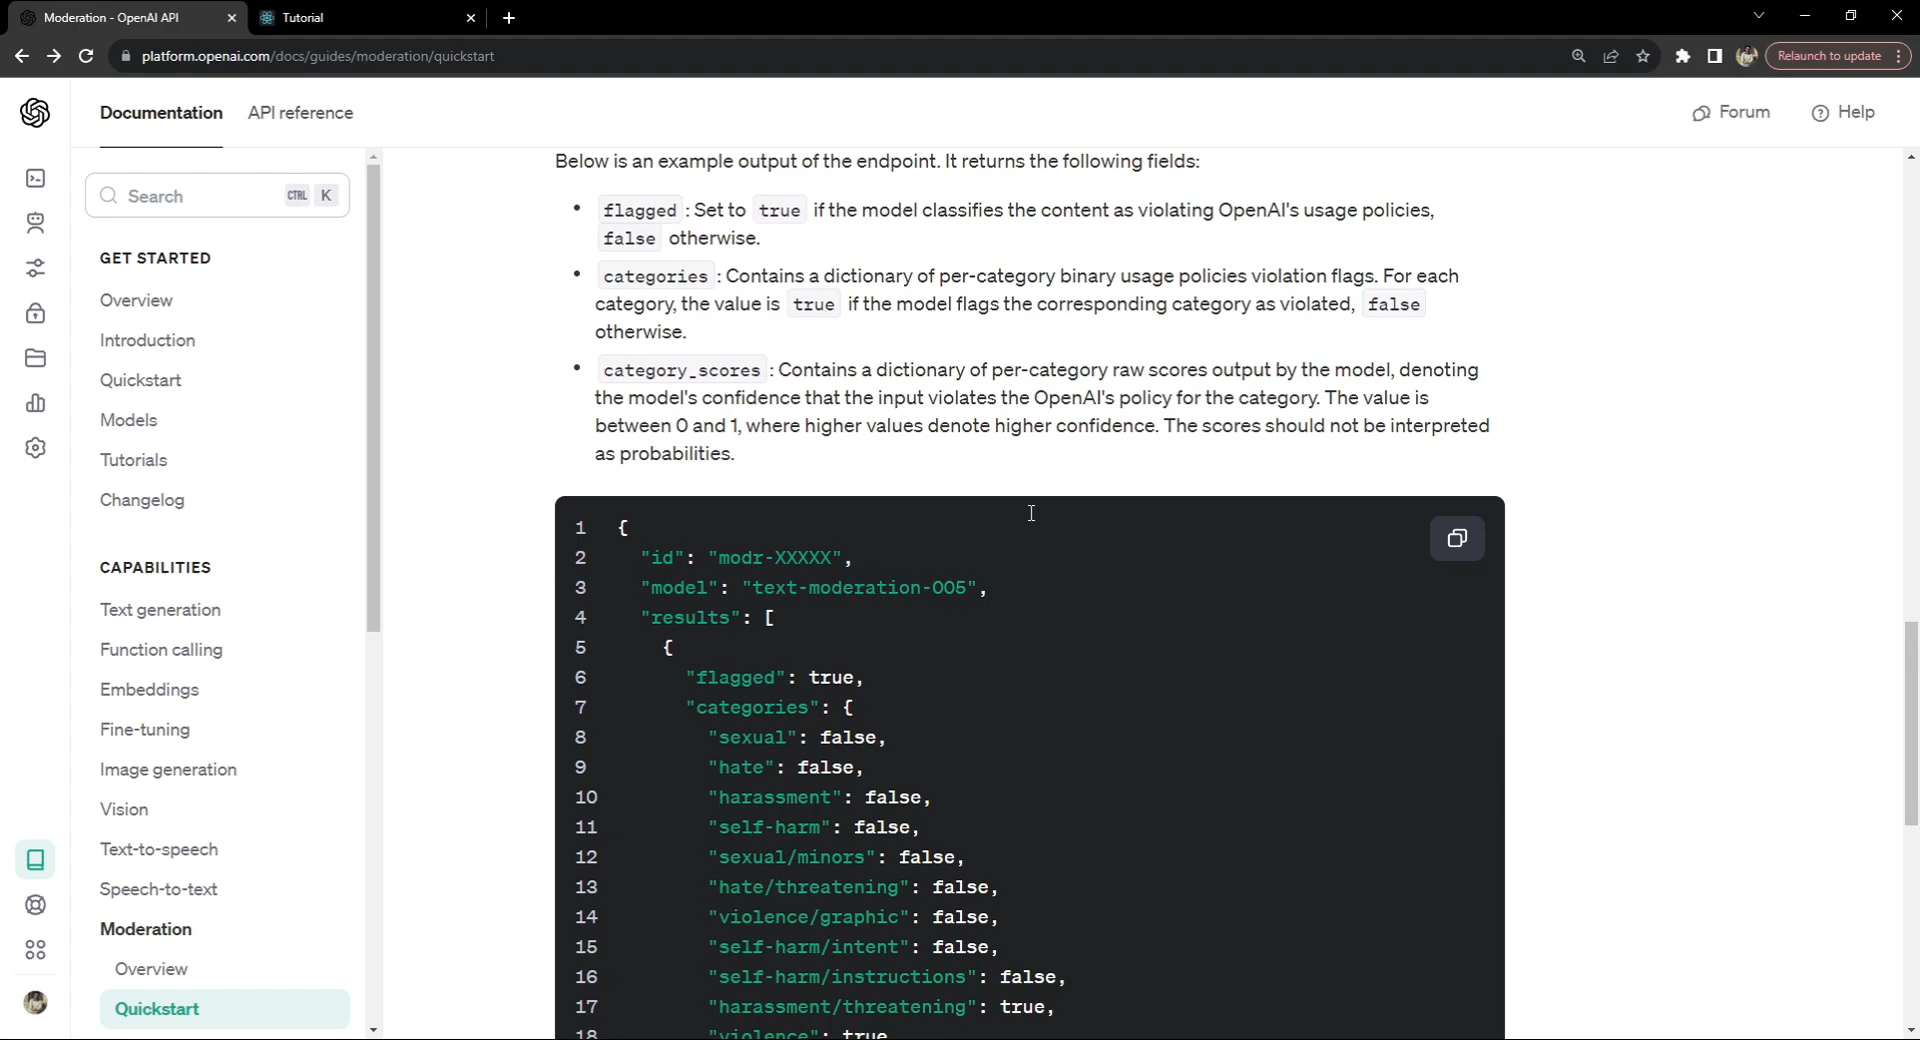 Moderation - OpenAI API
Tutorial
platform.openai.com/docs/guides/moderation/quickstart
Relaunch to update
Documentation
API reference
Forum
Help
Search
CTRL K
GET STARTED
Overview
Introduction
Quickstart
Models
Tutorials
Changelog
CAPABILITIES
Text generation
Function calling
Embeddings
Fine-tuning
Image generation
Vision
Text-to-speech
Speech-to-text
Moderation
Overview
Quickstart
Below is an example output of the endpoint. It returns the following fields:
• flagged : Set to true if the model classifies the content as violating OpenAI's usage policies,
false otherwise.
• categories : Contains a dictionary of per-category binary usage policies violation flags. For each
category, the value is true if the model flags the corresponding category as violated, false
otherwise.
• category_scores : Contains a dictionary of per-category raw scores output by the model, denoting
the model's confidence that the input violates the OpenAI's policy for the category. The value is
between 0 and 1, where higher values denote higher confidence. The scores should not be interpreted
as probabilities.
1 {
2 "id": "modr-XXXXX",
3 "model": "text-moderation-005",
4 "results": [
5 {
6 "flagged": true,
7 "categories": {
8 "sexual": false,
9 "hate": false,
10 "harassment": false,
11 "self-harm": false,
12 "sexual/minors": false,
13 "hate/threatening": false,
14 "violence/graphic": false,
15 "self-harm/intent": false,
16 "self-harm/instructions": false,
17 "harassment/threatening": true,
18 "violence": true